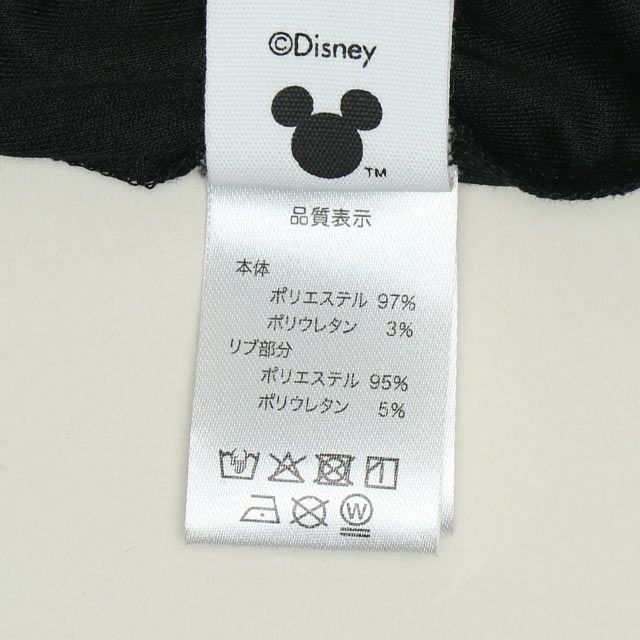 ©Disney
TM
品質表示
本体
ポリエステル 97%
ポリウレタン 3%
リブ部分
ポリエステル 95%
ポリウレタン 5%
W